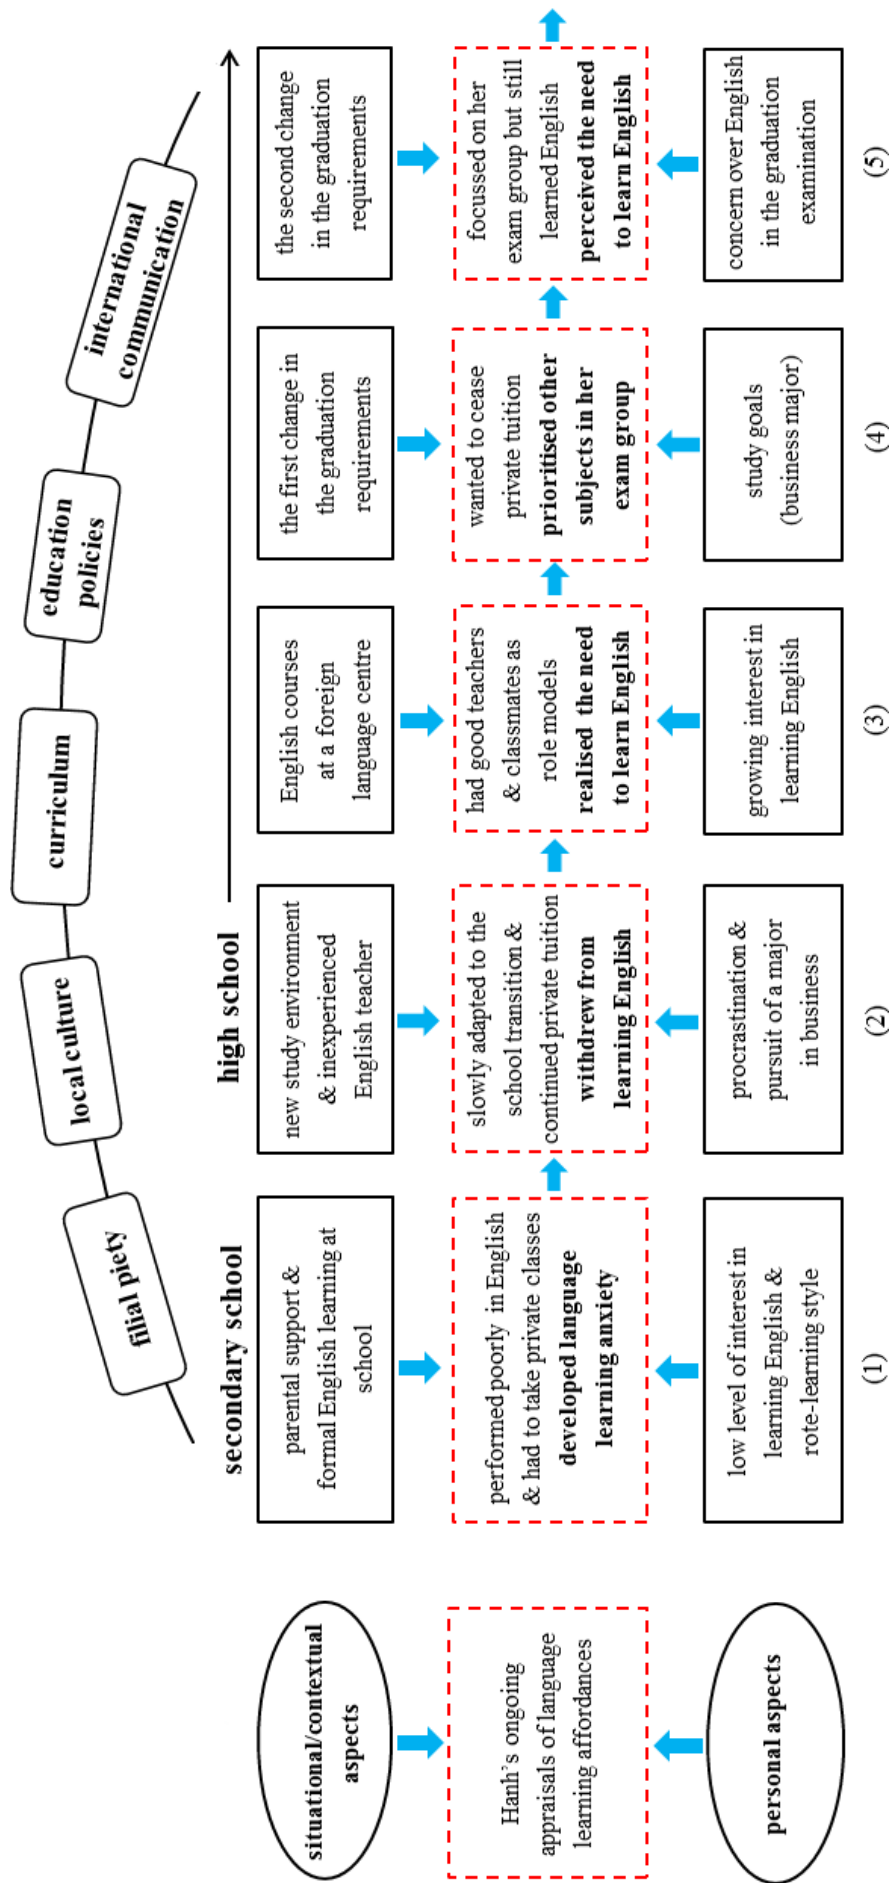 filial piety
local culture
curriculum
education
policies
international
communication
secondary school
high school
situational/contextual
aspects
parental support &
formal English learning at
school
new study environment
& inexperienced
English teacher
English courses
at a foreign
language centre
the first change in
the graduation
requirements
the second change
in the graduation
requirements
Hanh's ongoing
appraisals of language
learning affordances
performed poorly in English
& had to take private classes
developed language
learning anxiety
slowly adapted to the
school transition &
continued private tuition
withdrew from
learning English
had good teachers
& classmates as
role models
realised the need
to learn English
wanted to cease
private tuition
prioritised other
subjects in her
exam group
focussed on her
exam group but still
learned English
perceived the need
to learn English
personal aspects
low level of interest in
learning English &
rote-learning style
procrastination &
pursuit of a major
in business
growing interest in
learning English
study goals
(business major)
concern over English
in the graduation
examination
(1)
(2)
(3)
(4)
(5)